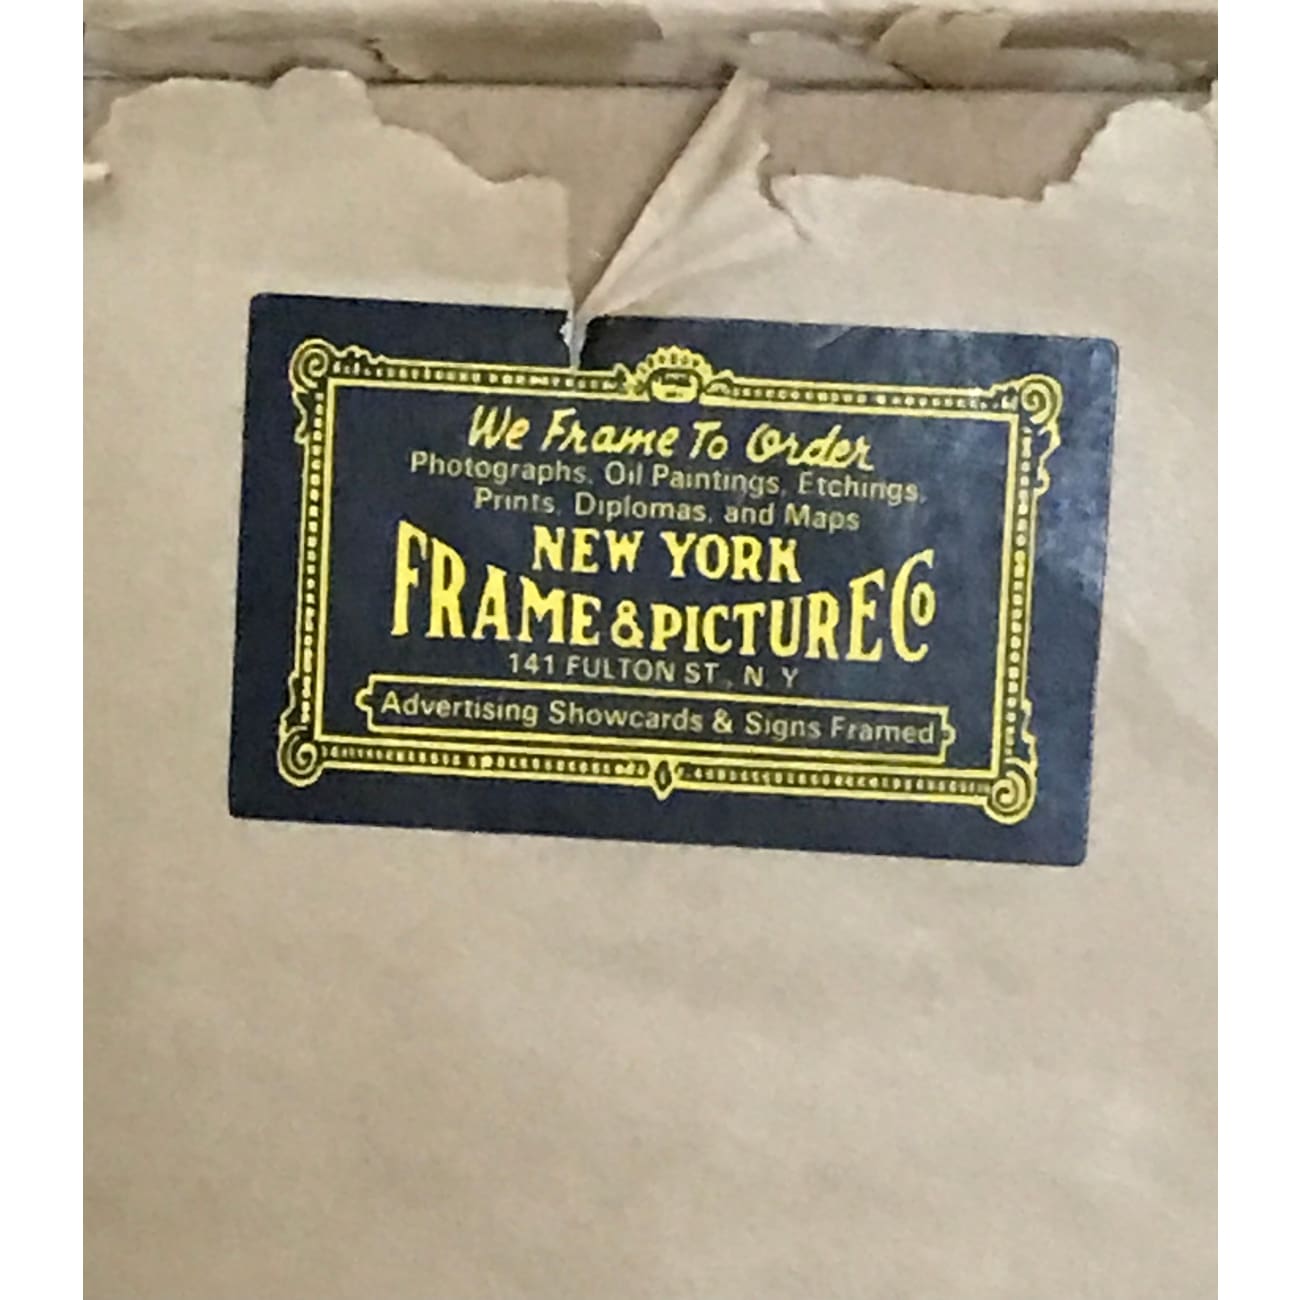 We Frame To Order
Photographs, Oil Paintings, Etchings,
Prints, Diplomas, and Maps
NEW YORK
FRAME & PICTURE Co
141 FULTON ST., N. Y
Advertising Showcards & Signs Framed